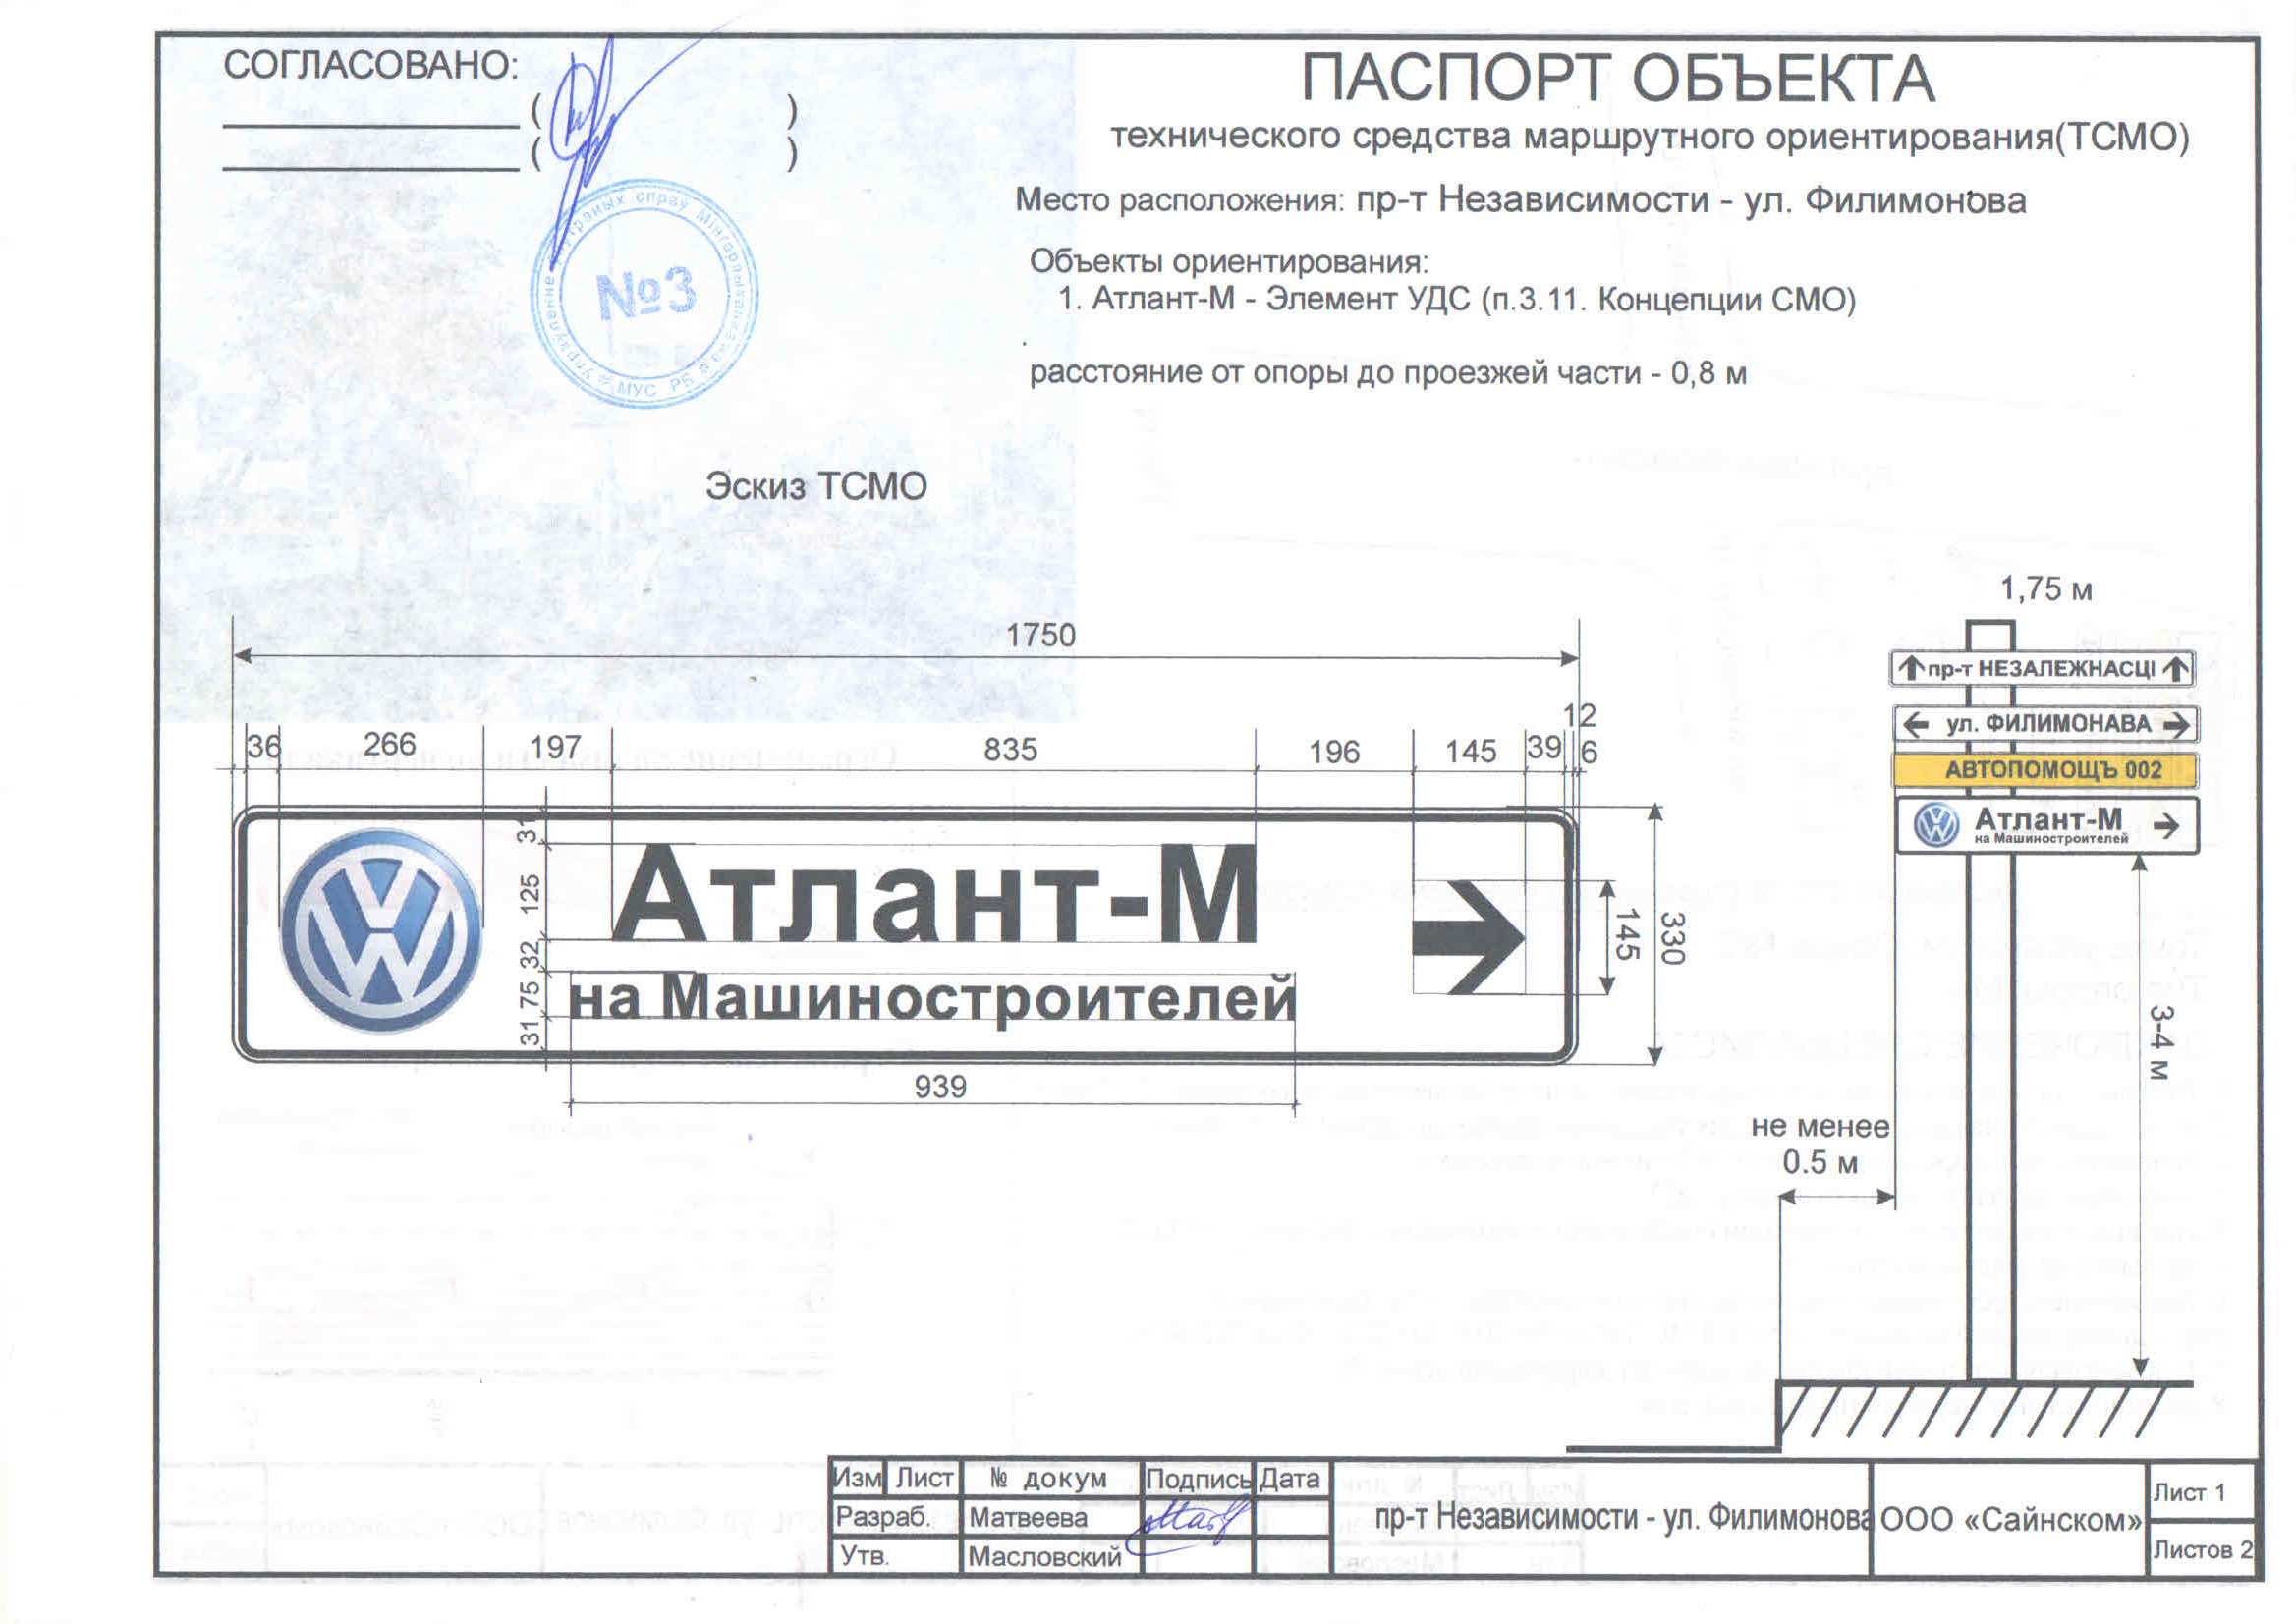 СОГЛАСОВАНО:
ПАСПОРТ ОБЪЕКТА
технического средства маршрутного ориентирования(ТСМО)
Место расположения: пр-т Независимости - ул. Филимонова
Объекты ориентирования:
1. Атлант-М - Элемент УДС (п.3.11. Концепции СМО)
расстояние от опоры до проезжей части - 0,8 м
№3
МУС РБ
Эскиз ТСМО
1750
36 266 197 835 196 145 39 12 6
31 125 32 75 31
Атлант-М
на Машиностроителей
145
330
939
1,75 м
пр-т НЕЗАЛЕЖНАСЦІ
ул. ФИЛИМОНАВА
АВТОПОМОЩЪ 002
Атлант-М
на Машиностроителей
3-4 м
не менее
0.5 м
Изм Лист № докум Подпись Дата
Разраб. Матвеева
Утв. Масловский
пр-т Независимости - ул. Филимонова
ООО «Сайнском»
Лист 1
Листов 2